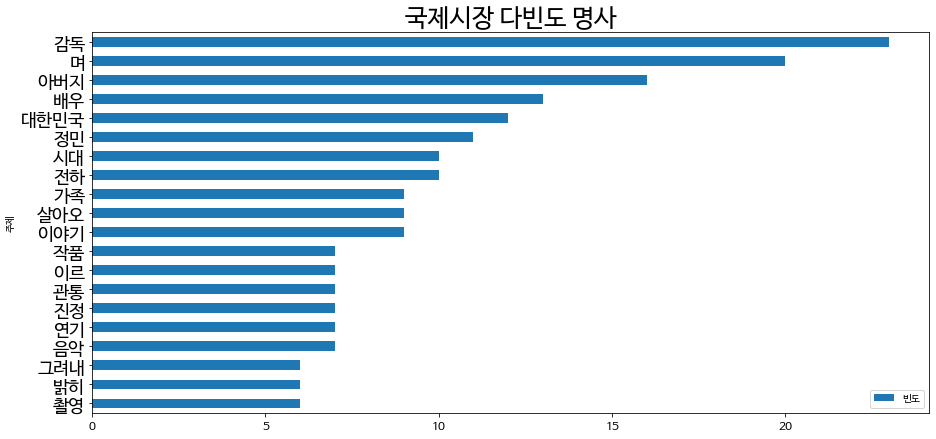 국제시장 다빈도 명사
감독
며
아버지
배우
대한민국
정민
시대
전하
가족
살아오
이야기
작품
이르
관통
진정
연기
음악
그려내
밝히
촬영
주제
빈도
0 5 10 15 20